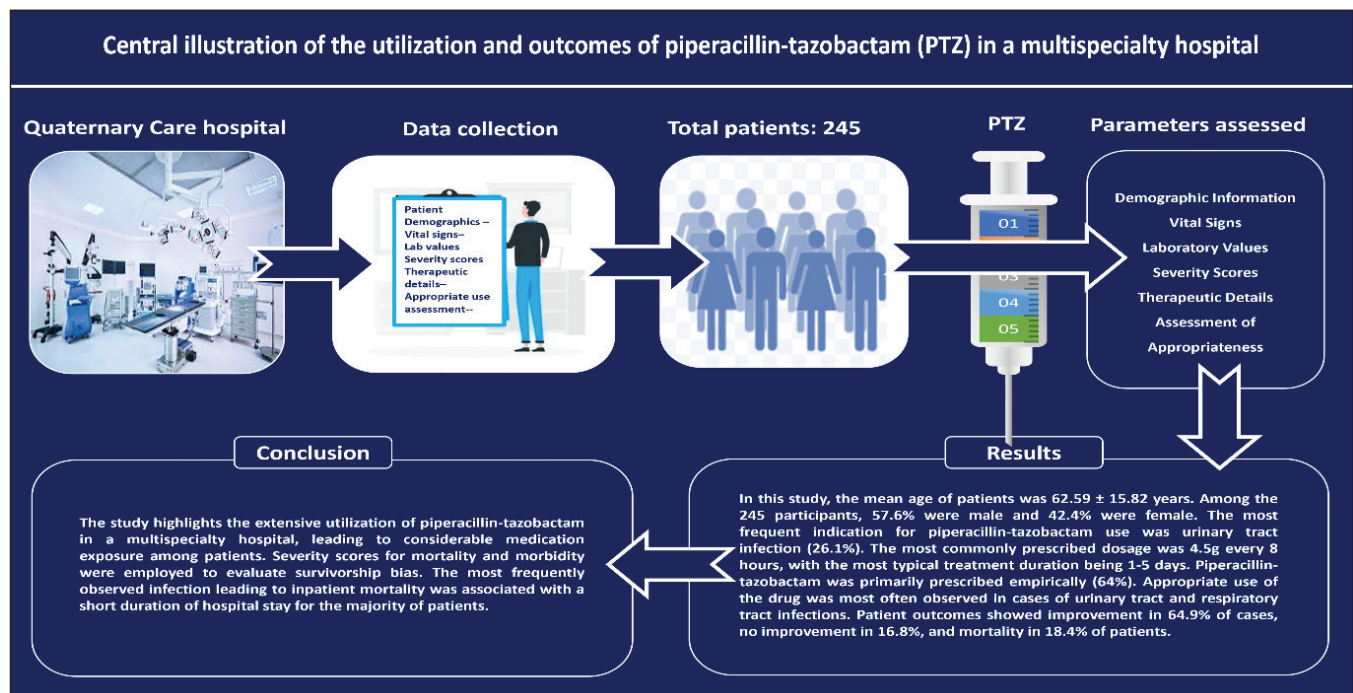 Central illustration of the utilization and outcomes of piperacillin-tazobactam (PTZ) in a multispecialty hospital
Quaternary Care hospital
Data collection
Patient
Demographics –
Vital signs–
Lab values
Severity scores
Therapeutic
details–
Appropriate use
assessment--
Total patients: 245
PTZ
01
03
04
05
Parameters assessed
Demographic Information
Vital Signs
Laboratory Values
Severity Scores
Therapeutic Details
Assessment of
Appropriateness
Results
In this study, the mean age of patients was 62.59 ± 15.82 years. Among the
245 participants, 57.6% were male and 42.4% were female. The most
frequent indication for piperacillin-tazobactam use was urinary tract
infection (26.1%). The most commonly prescribed dosage was 4.5g every 8
hours, with the most typical treatment duration being 1-5 days. Piperacillin-
tazobactam was primarily prescribed empirically (64%). Appropriate use of
the drug was most often observed in cases of urinary tract and respiratory
tract infections. Patient outcomes showed improvement in 64.9% of cases,
no improvement in 16.8%, and mortality in 18.4% of patients.
Conclusion
The study highlights the extensive utilization of piperacillin-tazobactam
in a multispecialty hospital, leading to considerable medication
exposure among patients. Severity scores for mortality and morbidity
were employed to evaluate survivorship bias. The most frequently
observed infection leading to inpatient mortality was associated with a
short duration of hospital stay for the majority of patients.